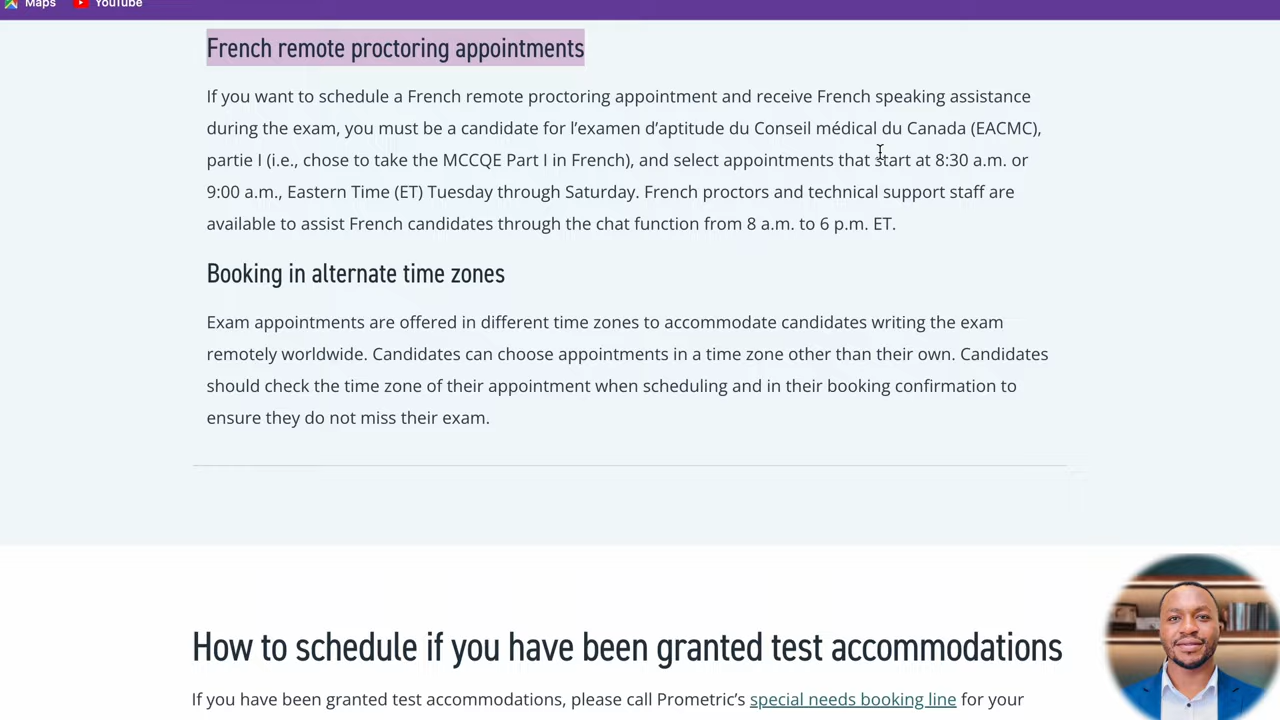 Maps YouTube
French remote proctoring appointments
If you want to schedule a French remote proctoring appointment and receive French speaking assistance
during the exam, you must be a candidate for l’examen d’aptitude du Conseil médical du Canada (EACMC),
partie I (i.e., chose to take the MCCQE Part I in French), and select appointments that start at 8:30 a.m. or
9:00 a.m., Eastern Time (ET) Tuesday through Saturday. French proctors and technical support staff are
available to assist French candidates through the chat function from 8 a.m. to 6 p.m. ET.
Booking in alternate time zones
Exam appointments are offered in different time zones to accommodate candidates writing the exam
remotely worldwide. Candidates can choose appointments in a time zone other than their own. Candidates
should check the time zone of their appointment when scheduling and in their booking confirmation to
ensure they do not miss their exam.
How to schedule if you have been granted test accommodations
If you have been granted test accommodations, please call Prometric’s special needs booking line for your